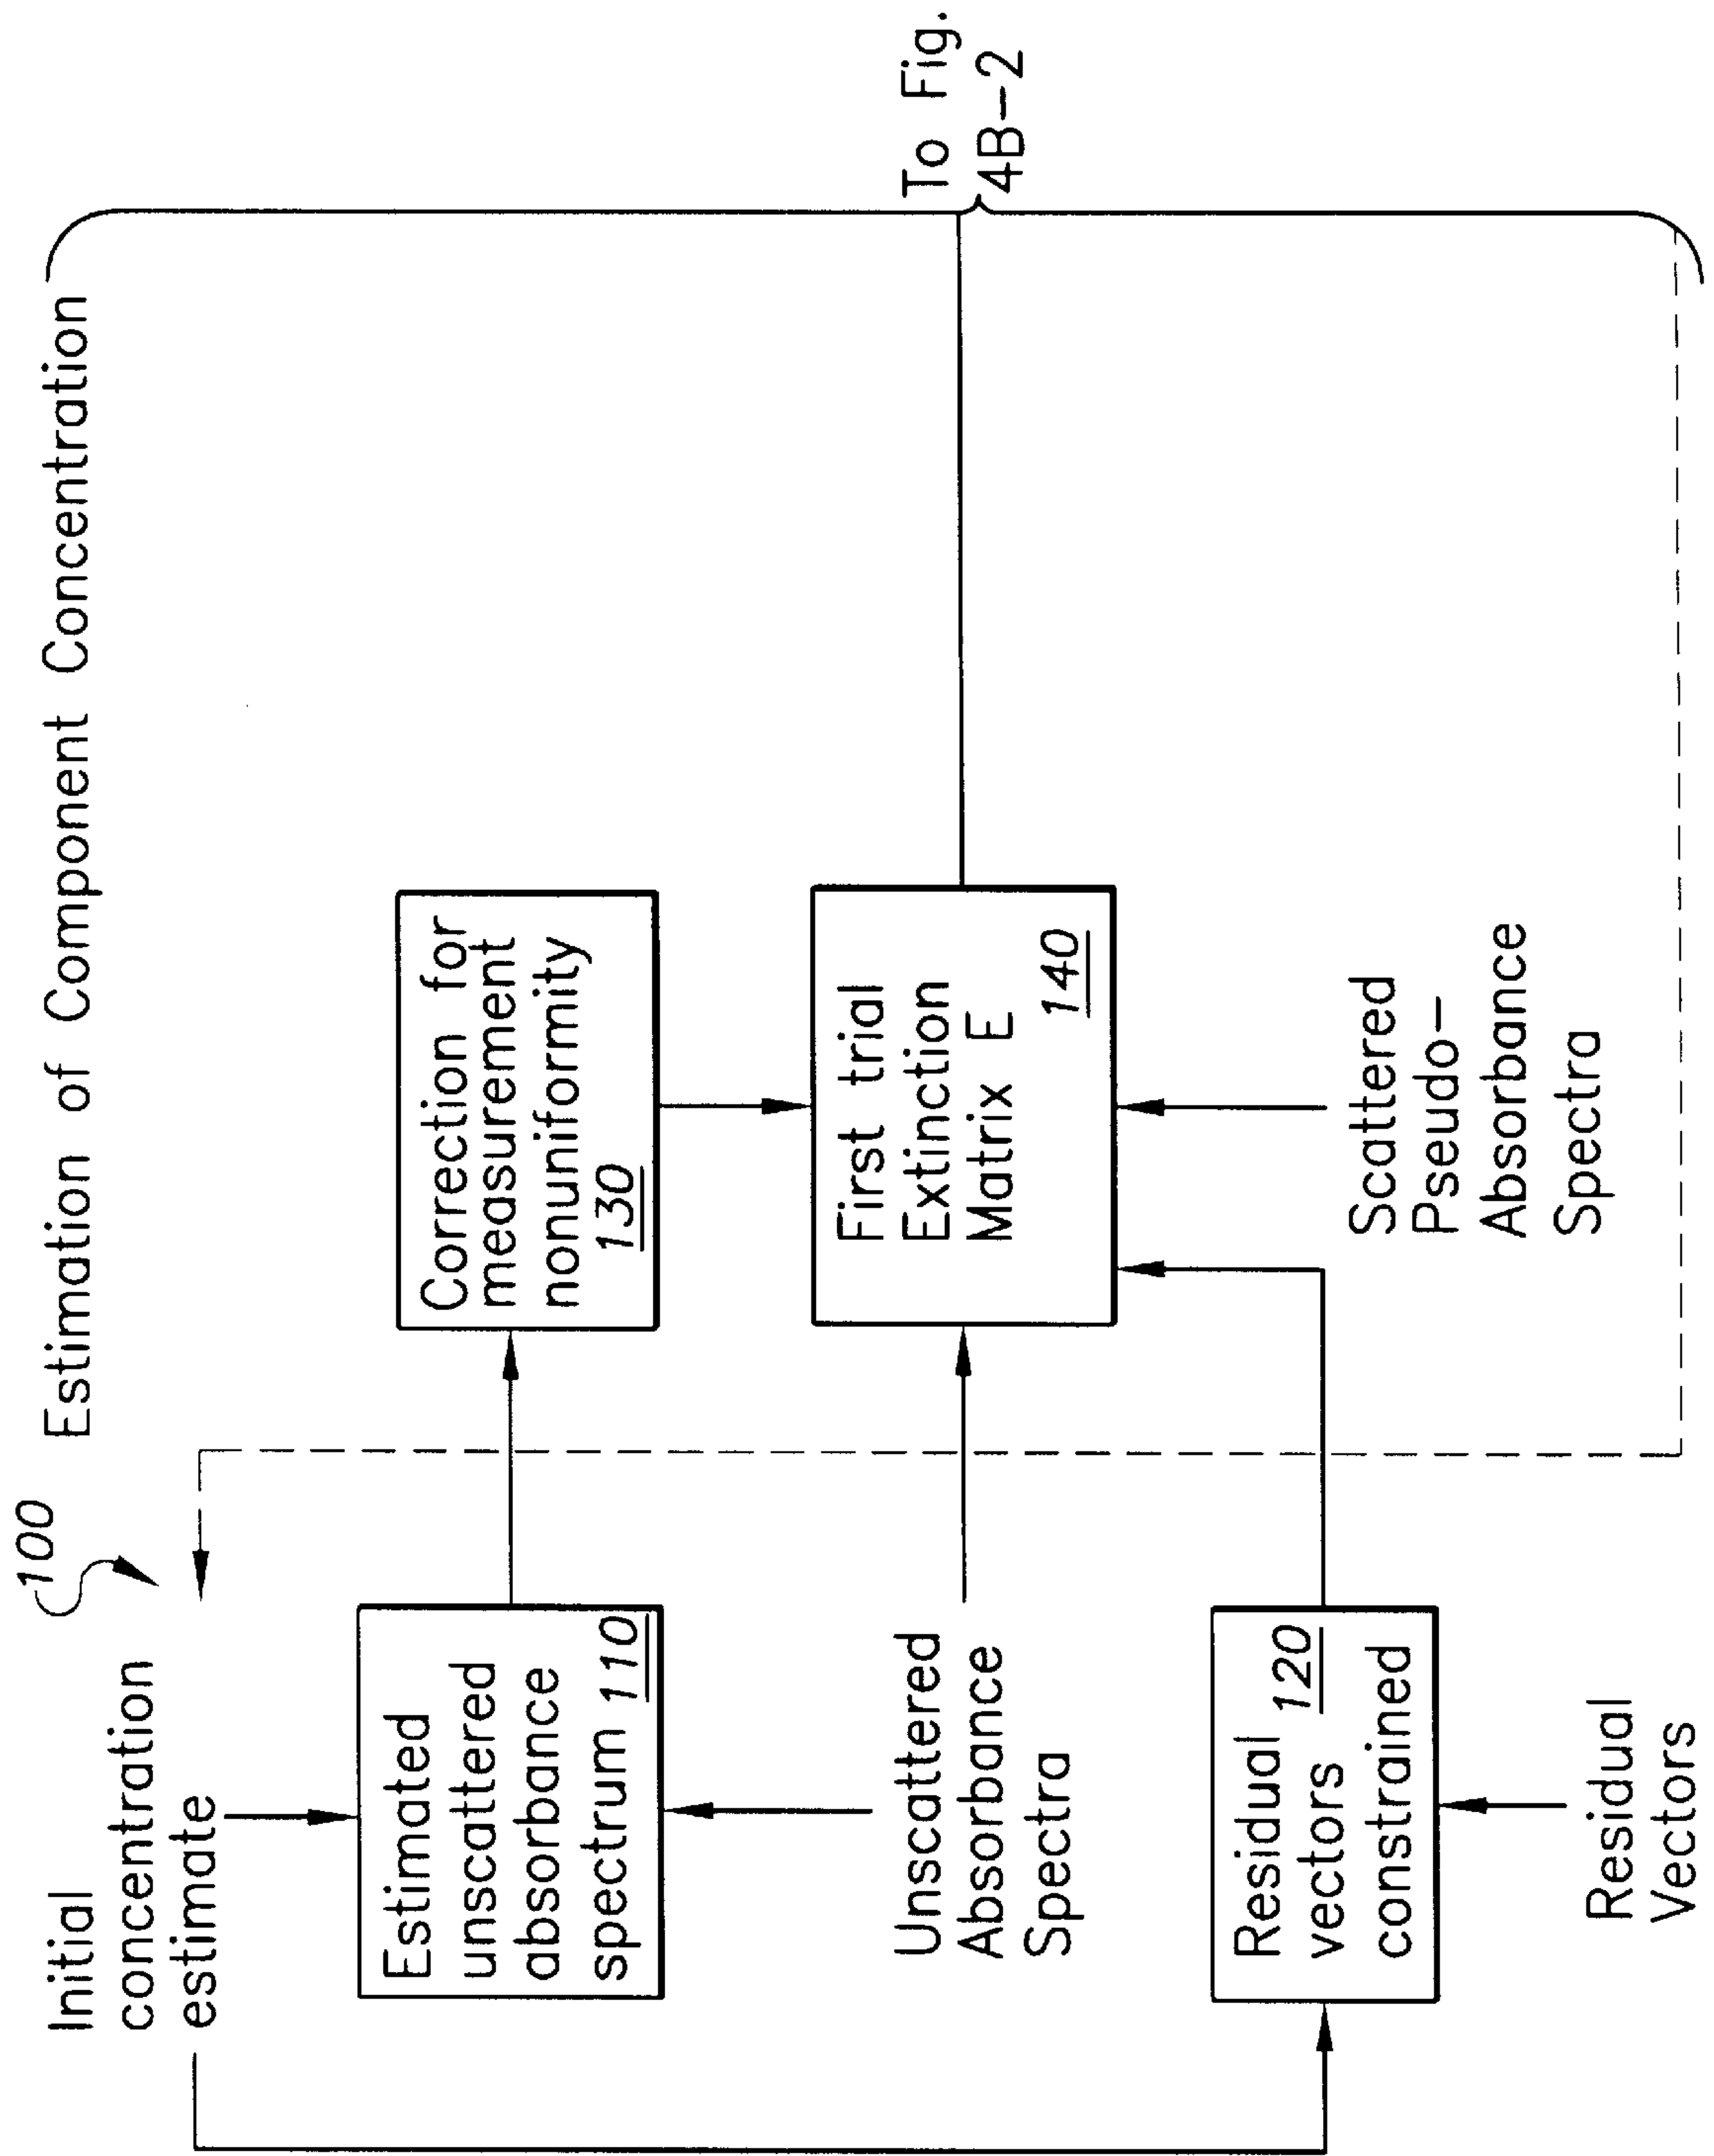 100
Estimation of Component Concentration
Initial
concentration
estimate
Estimated
unscattered
absorbance
spectrum 110
Correction for
measurement
nonuniformity
130
Unscattered
Absorbance
Spectra
First trial
Extinction
Matrix E
140
To Fig.
4B-2
Residual
vectors 120
constrained
Scattered
Pseudo-
Absorbance
Spectra
Residual
Vectors